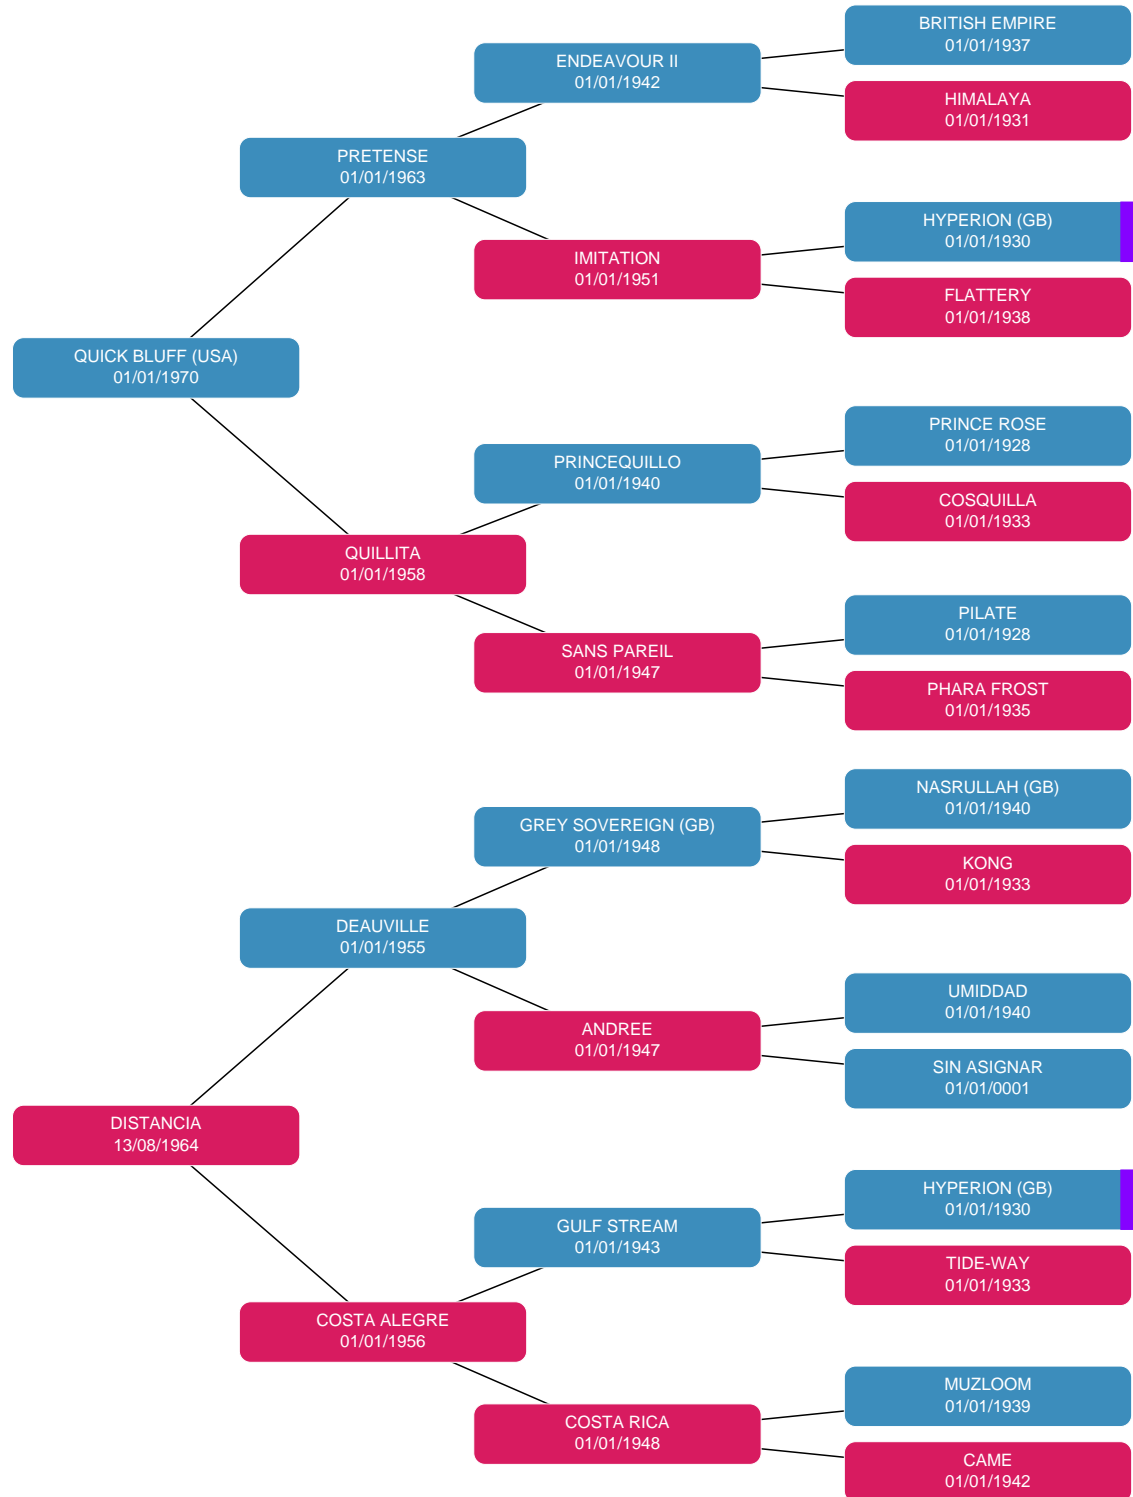 BRITISH EMPIRE
01/01/1937
ENDEAVOUR II
01/01/1942
HIMALAYA
01/01/1931
PRETENSE
01/01/1963
HYPERION (GB)
01/01/1930
IMITATION
01/01/1951
FLATTERY
01/01/1938
QUICK BLUFF (USA)
01/01/1970
PRINCE ROSE
01/01/1928
PRINCEQUILLO
01/01/1940
COSQUILLA
01/01/1933
QUILLITA
01/01/1958
PILATE
01/01/1928
SANS PAREIL
01/01/1947
PHARA FROST
01/01/1935
NASRULLAH (GB)
01/01/1940
GREY SOVEREIGN (GB)
01/01/1948
KONG
01/01/1933
DEAUVILLE
01/01/1955
UMIDDAD
01/01/1940
ANDREE
01/01/1947
SIN ASIGNAR
01/01/0001
DISTANCIA
13/08/1964
HYPERION (GB)
01/01/1930
GULF STREAM
01/01/1943
TIDE-WAY
01/01/1933
COSTA ALEGRE
01/01/1956
MUZLOOM
01/01/1939
COSTA RICA
01/01/1948
CAME
01/01/1942